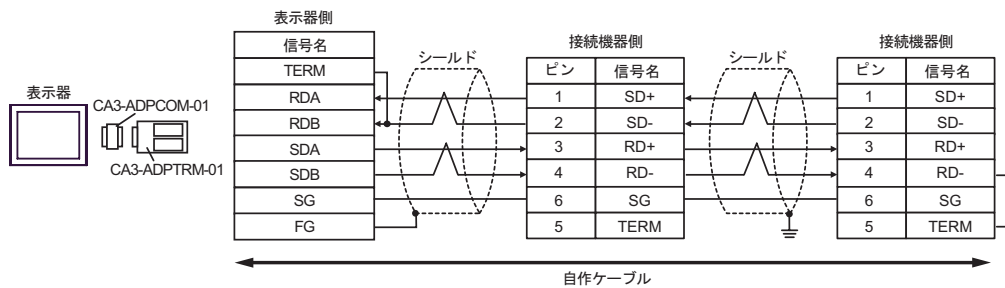 表示器
CA3-ADPCOM-01
CA3-ADPTRM-01
表示器側
信号名
TERM
RDA
RDB
SDA
SDB
SG
FG
シールド
接続機器側
ピン 信号名
1 SD+
2 SD-
3 RD+
4 RD-
6 SG
5 TERM
シールド
接続機器側
ピン 信号名
1 SD+
2 SD-
3 RD+
4 RD-
6 SG
5 TERM
自作ケーブル